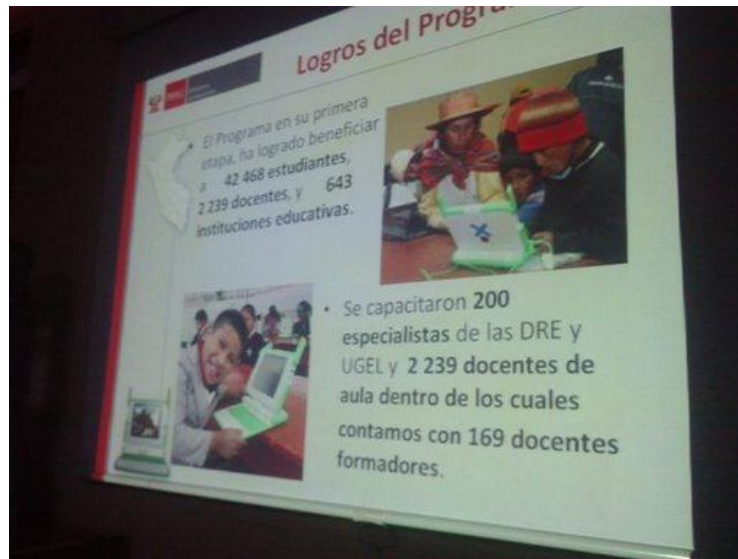 Logros del Progra
PERÚ
• El Programa en su primera
etapa, ha logrado beneficiar
a 42 468 estudiantes,
2 239 docentes, y 643
instituciones educativas.
• Se capacitaron 200
especialistas de las DRE y
UGEL y 2 239 docentes de
aula dentro de los cuales
contamos con 169 docentes
formadores.